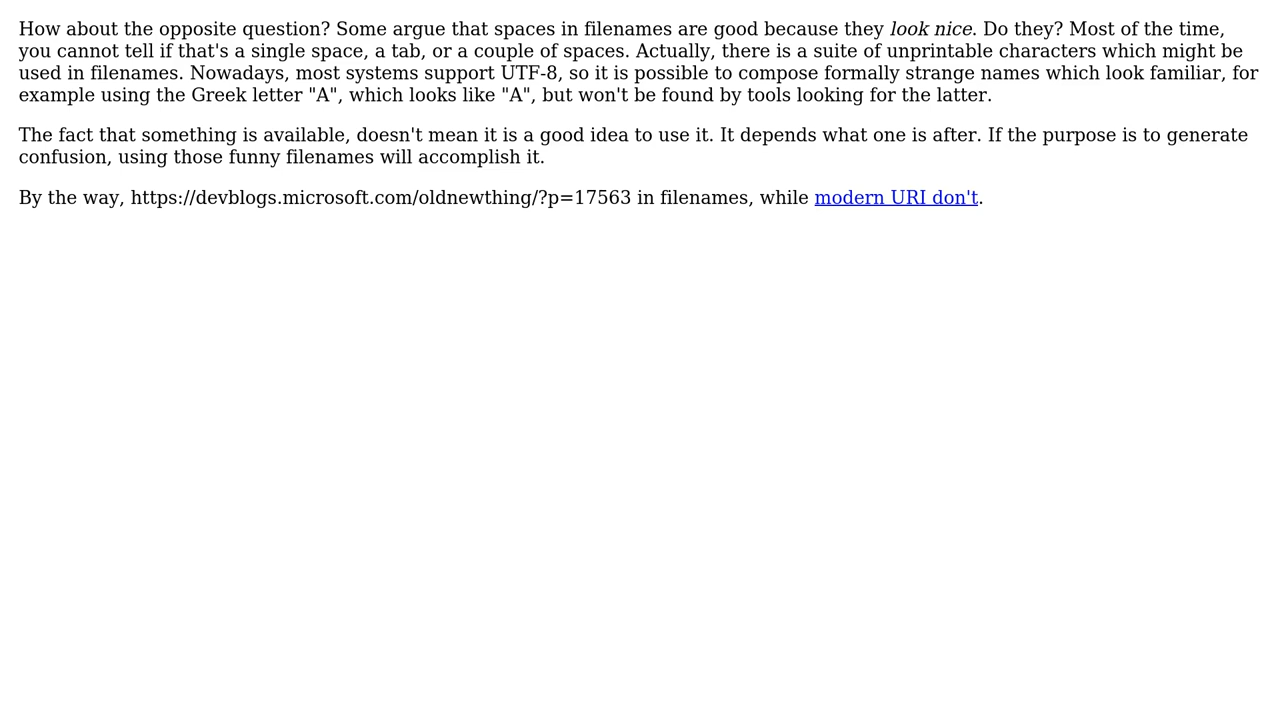 How about the opposite question? Some argue that spaces in filenames are good because they look nice. Do they? Most of the time,
you cannot tell if that's a single space, a tab, or a couple of spaces. Actually, there is a suite of unprintable characters which might be
used in filenames. Nowadays, most systems support UTF-8, so it is possible to compose formally strange names which look familiar, for
example using the Greek letter "Α", which looks like "A", but won't be found by tools looking for the latter.
The fact that something is available, doesn't mean it is a good idea to use it. It depends what one is after. If the purpose is to generate
confusion, using those funny filenames will accomplish it.
By the way, https://devblogs.microsoft.com/oldnewthing/?p=17563 in filenames, while modern URI don't.